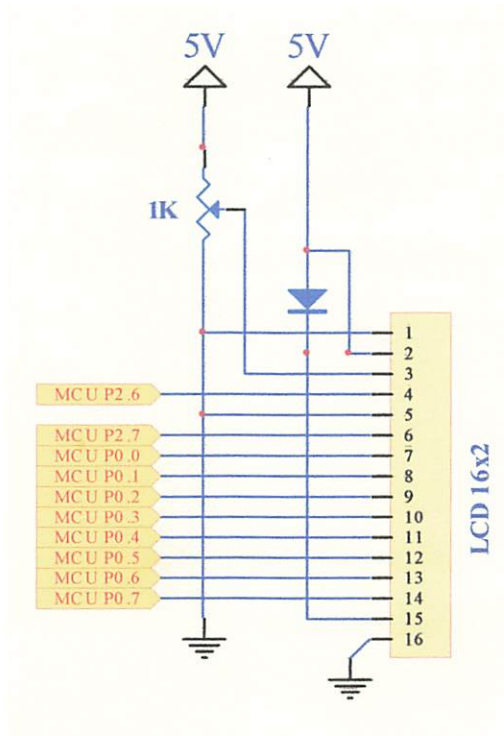 5V 5V
1K
1
2
3
MCU P2.6 4
5
MCU P2.7 6
MCU P0.0 7
MCU P0.1 8
MCU P0.2 9
MCU P0.3 10
MCU P0.4 11
MCU P0.5 12
MCU P0.6 13
MCU P0.7 14
15
16
LCD 16x2